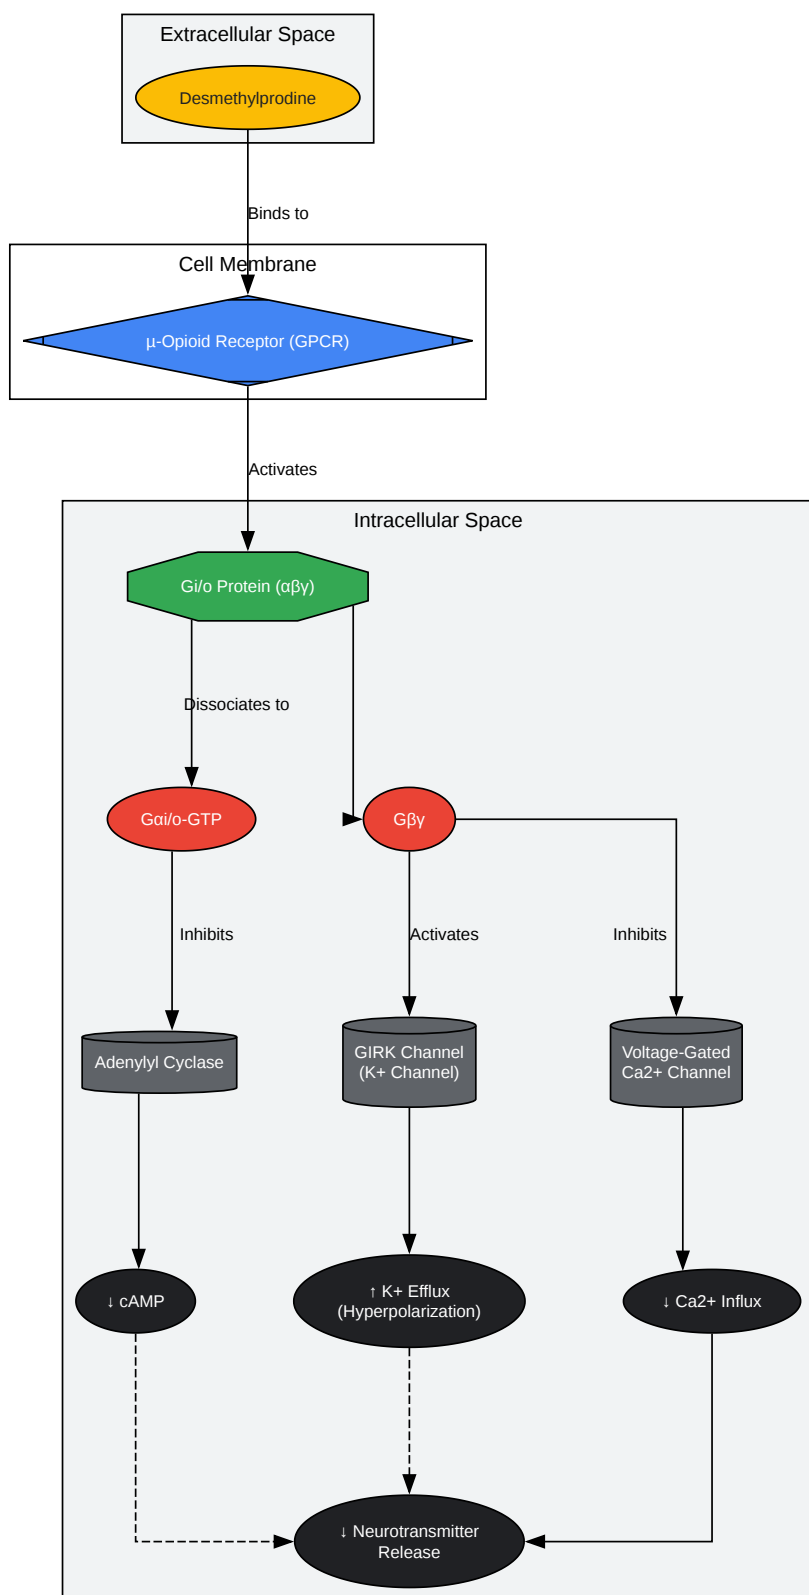 Extracellular Space
Desmethylprodine
Binds to
Cell Membrane
µ-Opioid Receptor (GPCR)
Activates
Intracellular Space
Gi/o Protein (αβγ)
Dissociates to
Gαi/o-GTP
Gβγ
Inhibits
Activates
Inhibits
Adenylyl Cyclase
GIRK Channel
(K+ Channel)
Voltage-Gated
Ca2+ Channel
↓ cAMP
↑ K+ Efflux
(Hyperpolarization)
↓ Ca2+ Influx
↓ Neurotransmitter
Release